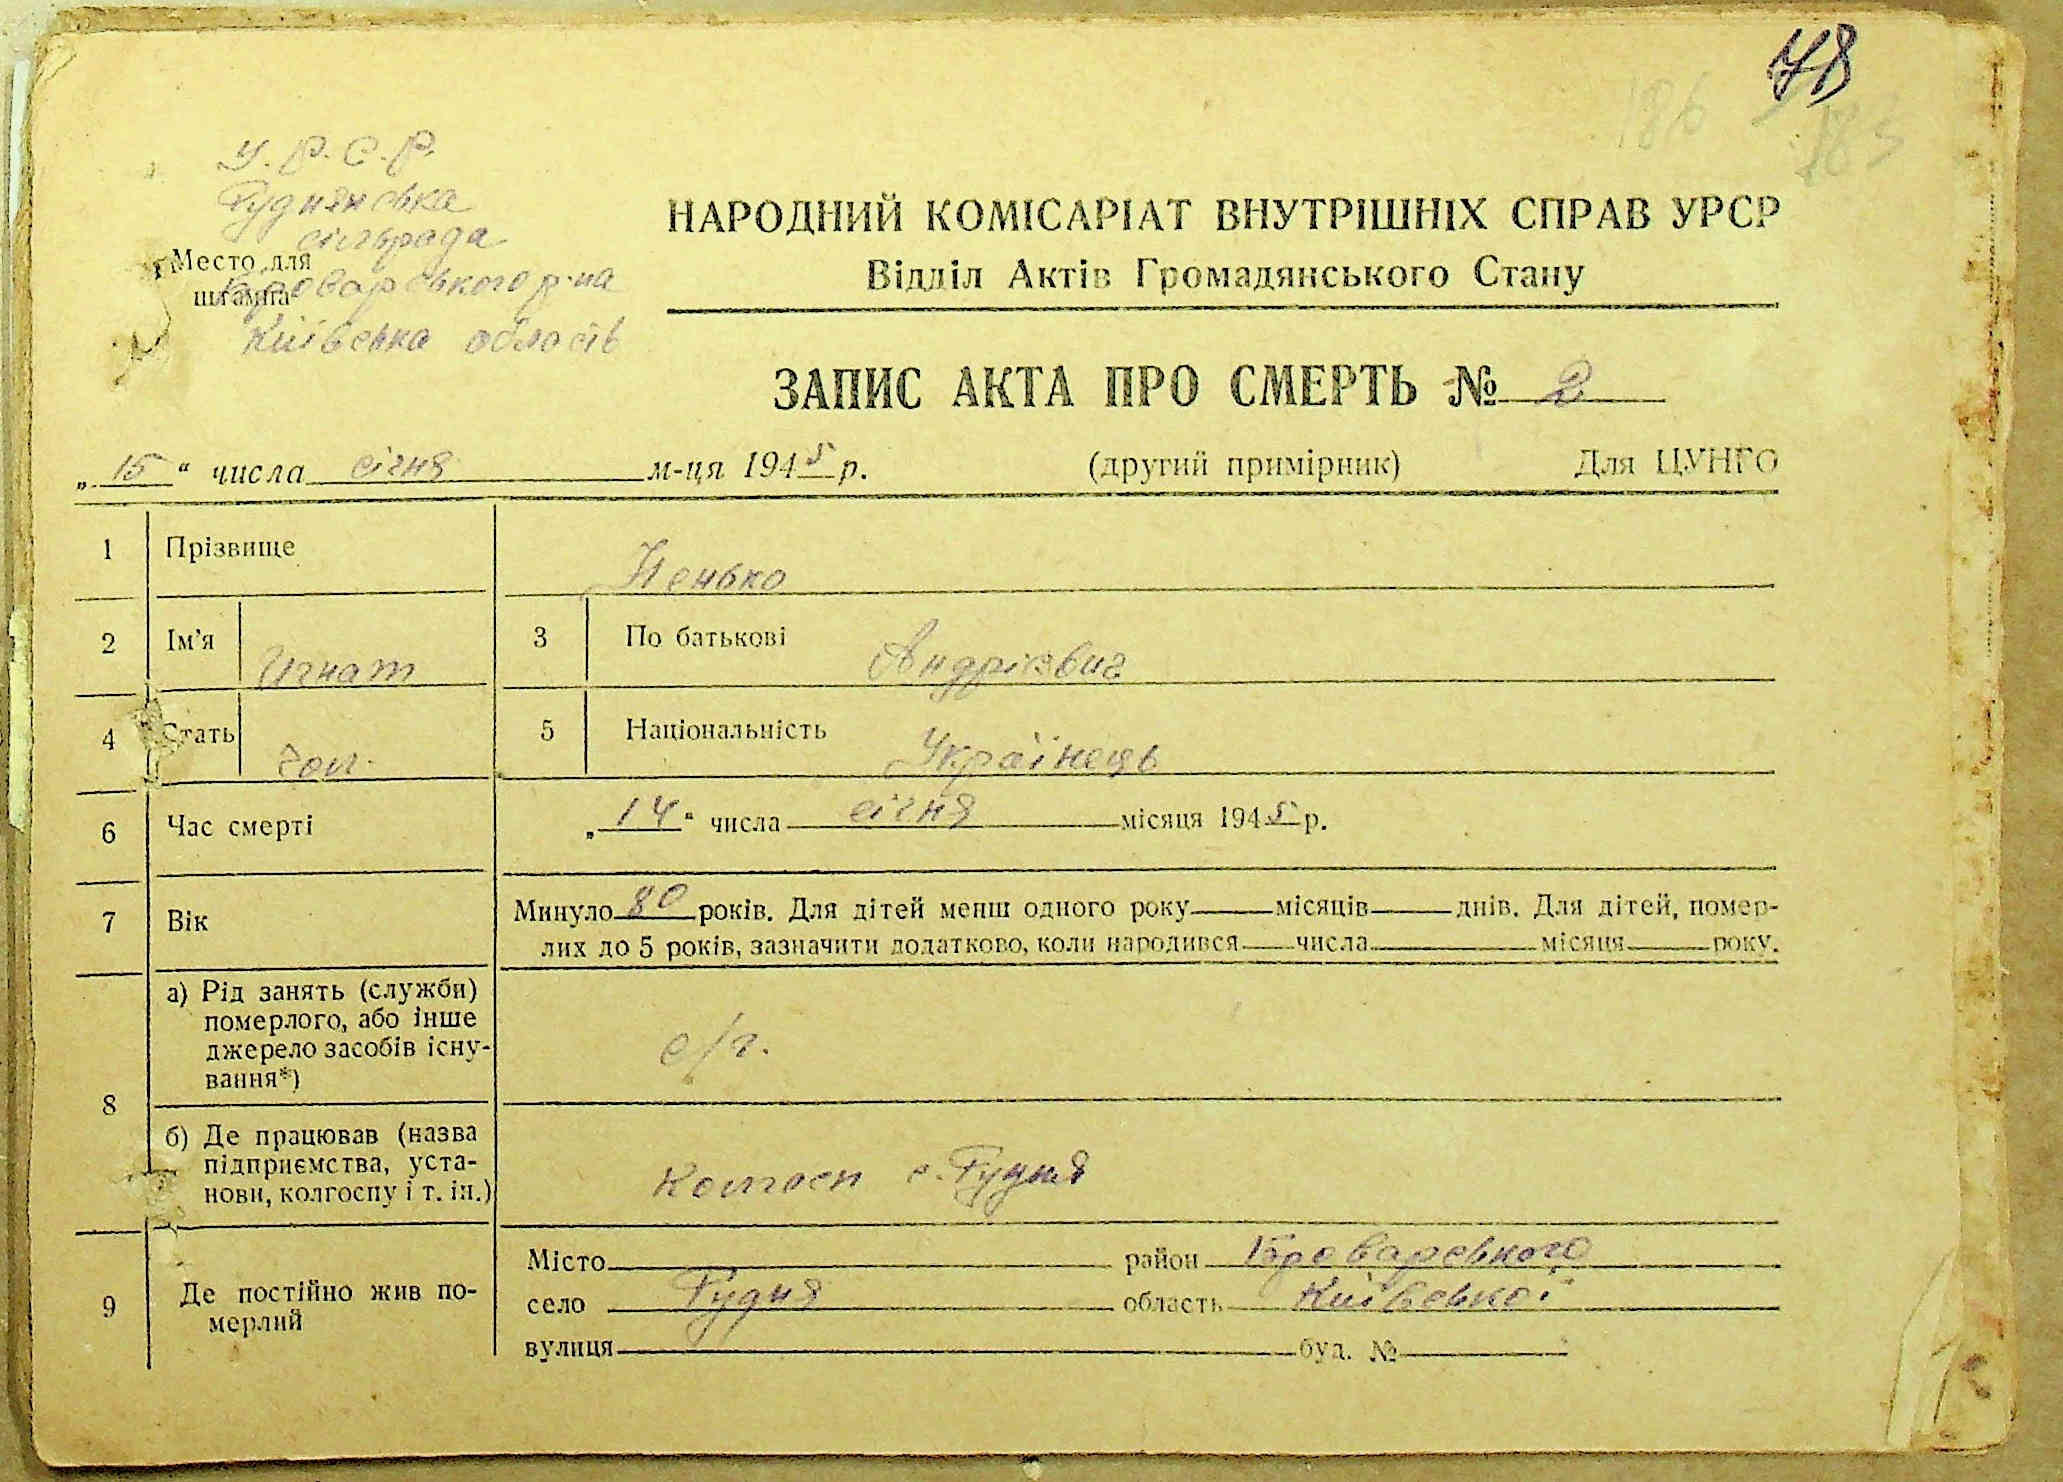 78
186
183
У.Р.С.Р.
Руднянська
сільрада
Место для
штампа
Броварського р-на
Київська область
НАРОДНИЙ КОМІСАРІАТ ВНУТРІШНІХ СПРАВ УРСР
Відділ Актів Громадянського Стану
ЗАПИС АКТА ПРО СМЕРТЬ № 2
„15“ числа січня м-ця 1945 р. (другий примірник) Для ЦУНГО
1 Прізвище Ненько
2 Ім'я Игнат 3 По батькові Андрієвич
4 Стать чол. 5 Національність Українець
6 Час смерті „14“ числа січня місяця 1945 р.
7 Вік Минуло 80 років. Для дітей менш одного року місяців днів. Для дітей, помер-
лих до 5 років, зазначити додатково, коли народився числа місяця року.
8 а) Рід занять (служби)
померлого, або інше
джерело засобів існу-
вання*)
с/г.
б) Де працював (назва
підприємства, уста-
нови, колгоспу і т. ін.)
Колгосп с. Рудня
9 Де постійно жив по-
мерлий
Місто район Броварського
село Рудня область Київської
вулиця буд. №